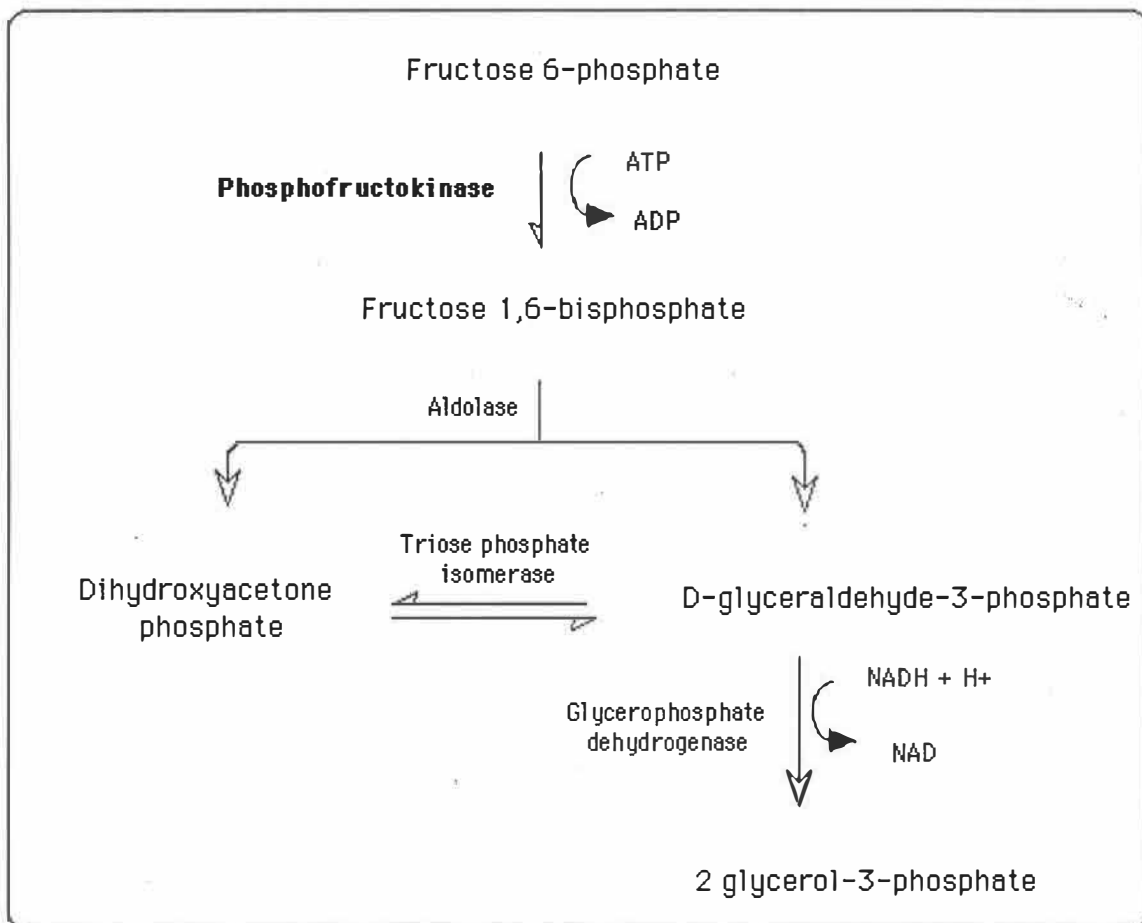 Fructose 6-phosphate
ATP
Phosphofructokinase
ADP
Fructose 1,6-bisphosphate
Aldolase
Triose phosphate
isomerase
Dihydroxyacetone
phosphate
D-glyceraldehyde-3-phosphate
NADH + H+
Glycerophosphate
dehydrogenase
NAD
2 glycerol-3-phosphate